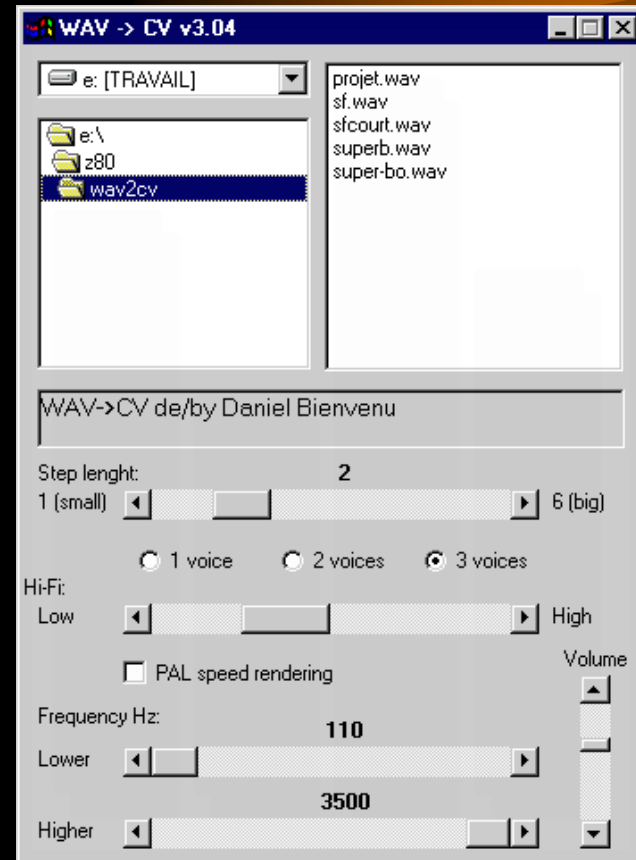 WAV -> CV v3.04
e: [TRAVAIL]
e:\
z80
wav2cv
projet.wav
sf.wav
sfcourt.wav
superb.wav
super-bo.wav
WAV->CV de/by Daniel Bienvenu
Step lenght:
2
1 (small)
6 (big)
1 voice
2 voices
3 voices
Hi-Fi:
Low
High
PAL speed rendering
Volume
Frequency Hz:
110
Lower
3500
Higher